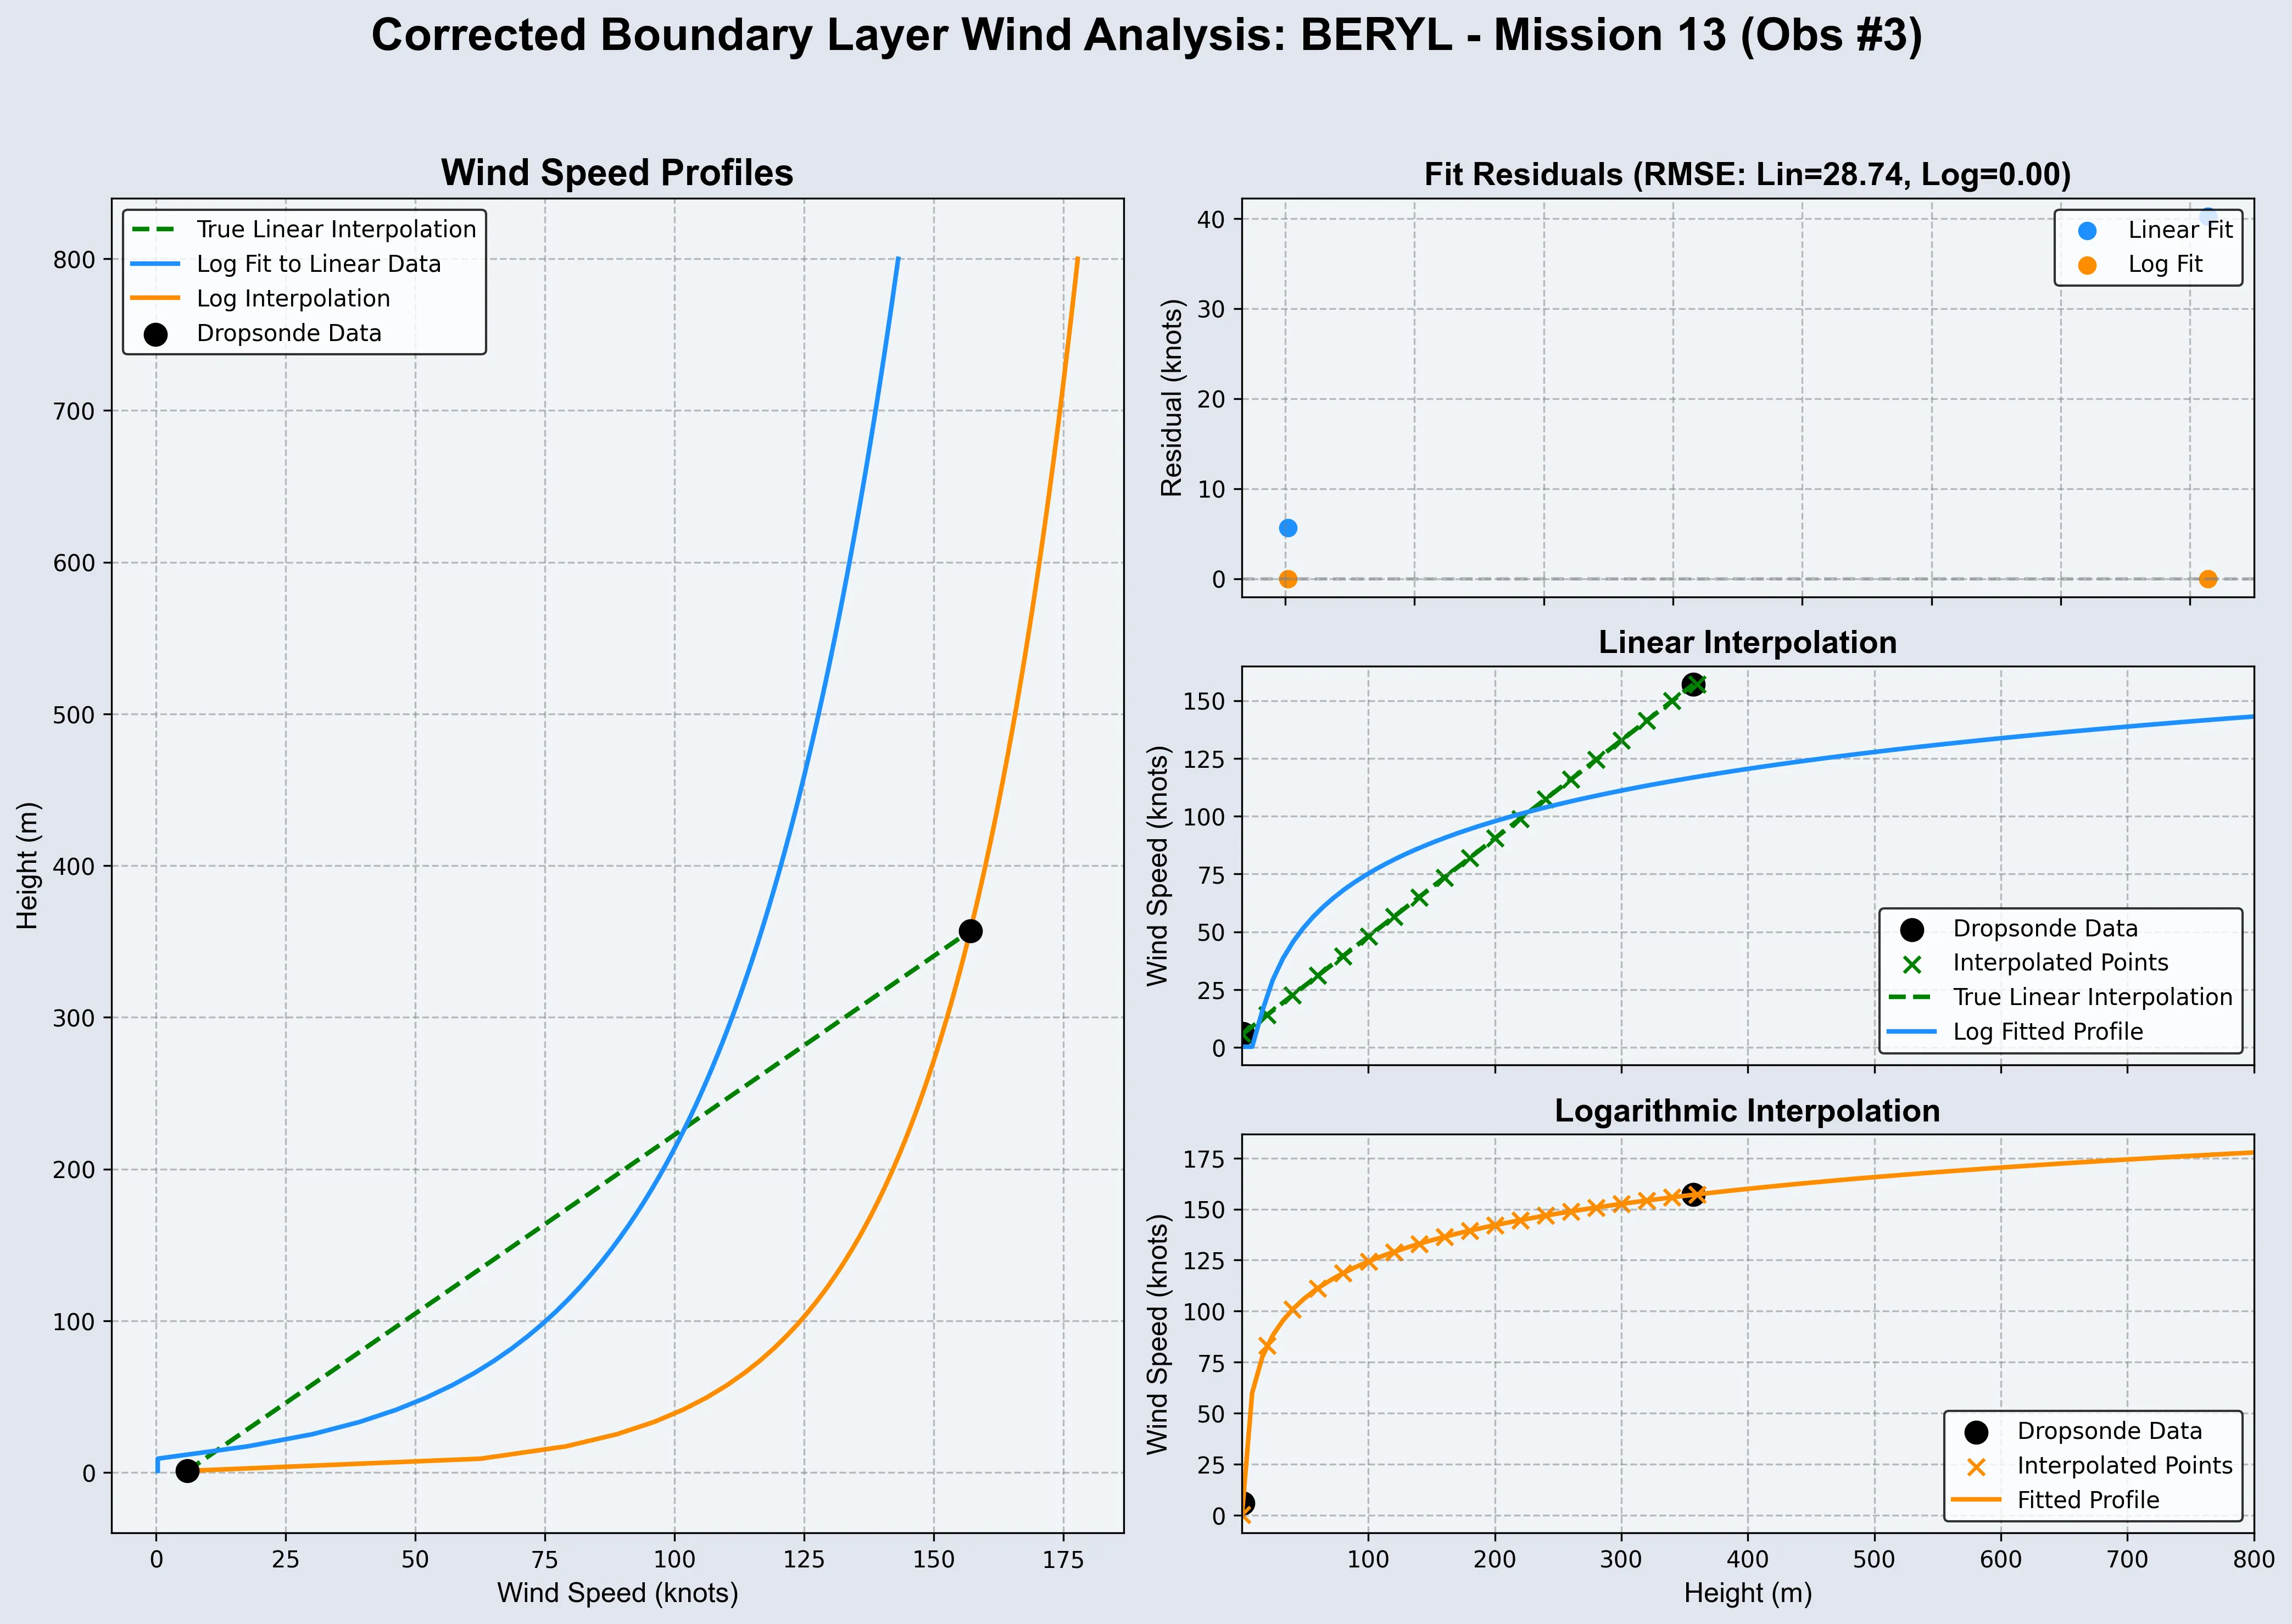 Corrected Boundary Layer Wind Analysis: BERYL - Mission 13 (Obs #3)
Wind Speed Profiles
True Linear Interpolation
Log Fit to Linear Data
Log Interpolation
Dropsonde Data
800
700
600
500
400
300
200
100
0
Height (m)
0 25 50 75 100 125 150 175
Wind Speed (knots)
Fit Residuals (RMSE: Lin=28.74, Log=0.00)
Linear Fit
Log Fit
40
30
20
10
0
Residual (knots)
Linear Interpolation
150
125
100
75
50
25
0
Wind Speed (knots)
Dropsonde Data
Interpolated Points
True Linear Interpolation
Log Fitted Profile
Logarithmic Interpolation
175
150
125
100
75
50
25
0
Wind Speed (knots)
Dropsonde Data
Interpolated Points
Fitted Profile
100 200 300 400 500 600 700 800
Height (m)